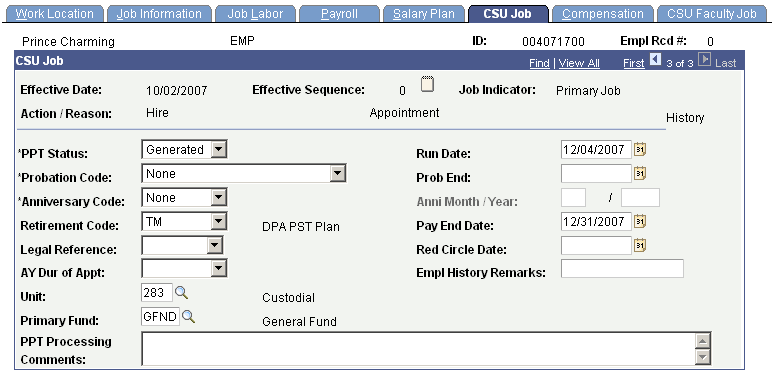 Work Location Job Information Job Labor Payroll Salary Plan CSU Job Compensation CSU Faculty Job
Prince Charming EMP ID: 004071700 Empl Rcd #: 0
CSU Job Find | View All First 3 of 3 Last
Effective Date: 10/02/2007 Effective Sequence: 0 Job Indicator: Primary Job
Action / Reason: Hire Appointment History
*PPT Status: Generated Run Date: 12/04/2007
*Probation Code: None Prob End:
*Anniversary Code: None Anni Month / Year: /
Retirement Code: TM DPA PST Plan Pay End Date: 12/31/2007
Legal Reference: Red Circle Date:
AY Dur of Appt: Empl History Remarks:
Unit: 283 Custodial
Primary Fund: GFND General Fund
PPT Processing
Comments: